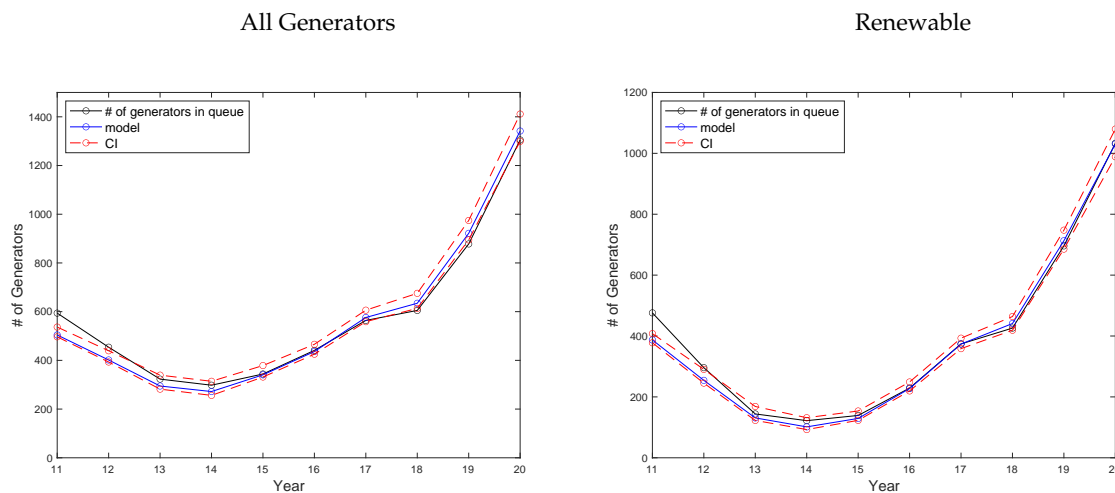 All Generators
Renewable
1400
1200
1000
800
600
400
200
0
# of Generators
# of generators in queue
model
CI
11 12 13 14 15 16 17 18 19 20
Year
1200
1000
800
600
400
200
0
# of Generators
# of generators in queue
model
CI
11 12 13 14 15 16 17 18 19
Year